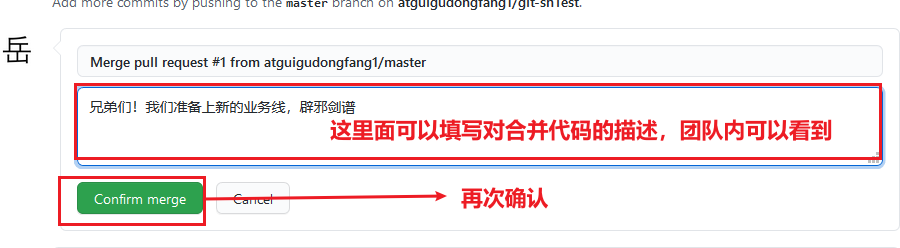 Add more commits by pushing to the master branch on atguigudongfang1/git-shTest.
岳
Merge pull request #1 from atguigudongfang1/master
兄弟们！我们准备上新的业务线，辟邪剑谱
这里面可以填写对合并代码的描述，团队内可以看到
Confirm merge
Cancel
再次确认